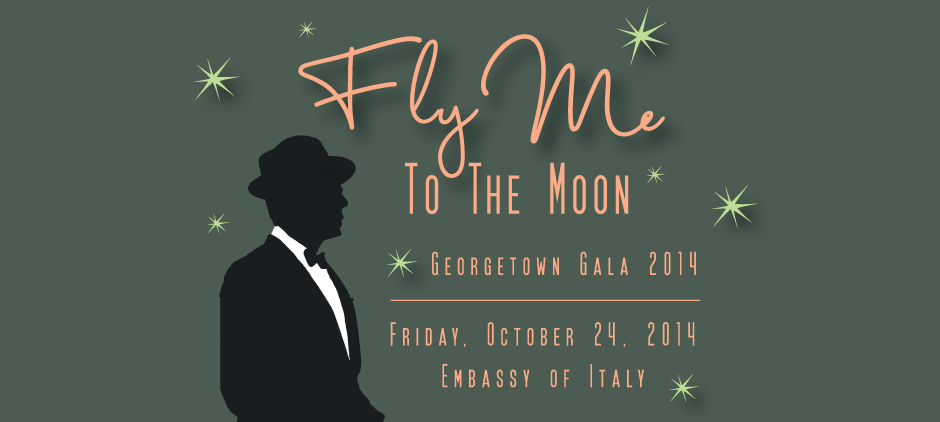 Fly Me
To The Moon
Georgetown Gala 2014
Friday, October 24, 2014
Embassy of Italy